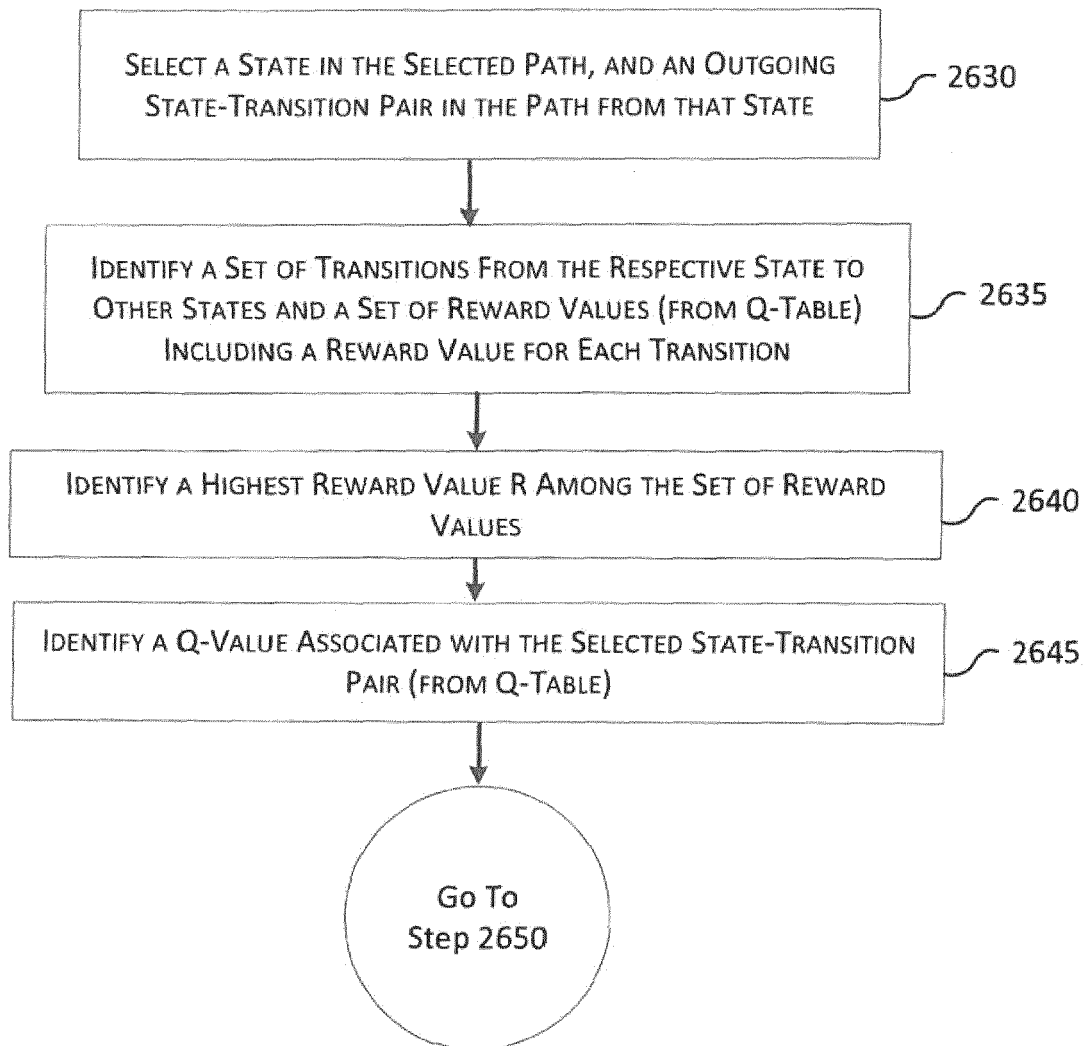 SELECT A STATE IN THE SELECTED PATH, AND AN OUTGOING
STATE-TRANSITION PAIR IN THE PATH FROM THAT STATE
2630
IDENTIFY A SET OF TRANSITIONS FROM THE RESPECTIVE STATE TO
OTHER STATES AND A SET OF REWARD VALUES (FROM Q-TABLE)
INCLUDING A REWARD VALUE FOR EACH TRANSITION
2635
IDENTIFY A HIGHEST REWARD VALUE R AMONG THE SET OF REWARD
VALUES
2640
IDENTIFY A Q-VALUE ASSOCIATED WITH THE SELECTED STATE-TRANSITION
PAIR (FROM Q-TABLE)
2645
Go To
Step 2650